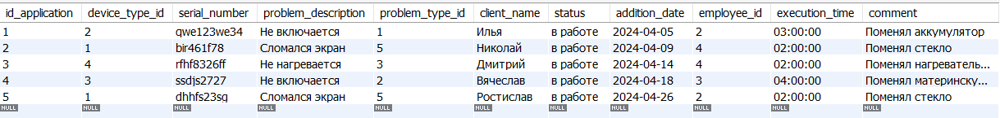 id_application device_type_id serial_number problem_description problem_type_id client_name status addition_date employee_id execution_time comment
1 2 qwe123we34 Не включается 1 Илья в работе 2024-04-05 2 03:00:00 Поменял аккумулятор
2 1 bir461f78 Сломался экран 5 Николай в работе 2024-04-09 4 02:00:00 Поменял стекло
3 4 rfhf8326ff Не нагревается 3 Дмитрий в работе 2024-04-14 4 02:00:00 Поменял нагреватель...
4 3 ssdjs2727 Не включается 2 Вячеслав в работе 2024-04-18 3 04:00:00 Поменял материнску...
5 1 dhhfs23sg Сломался экран 5 Ростислав в работе 2024-04-26 2 02:00:00 Поменял стекло
NULL NULL NULL NULL NULL NULL NULL NULL NULL NULL NULL